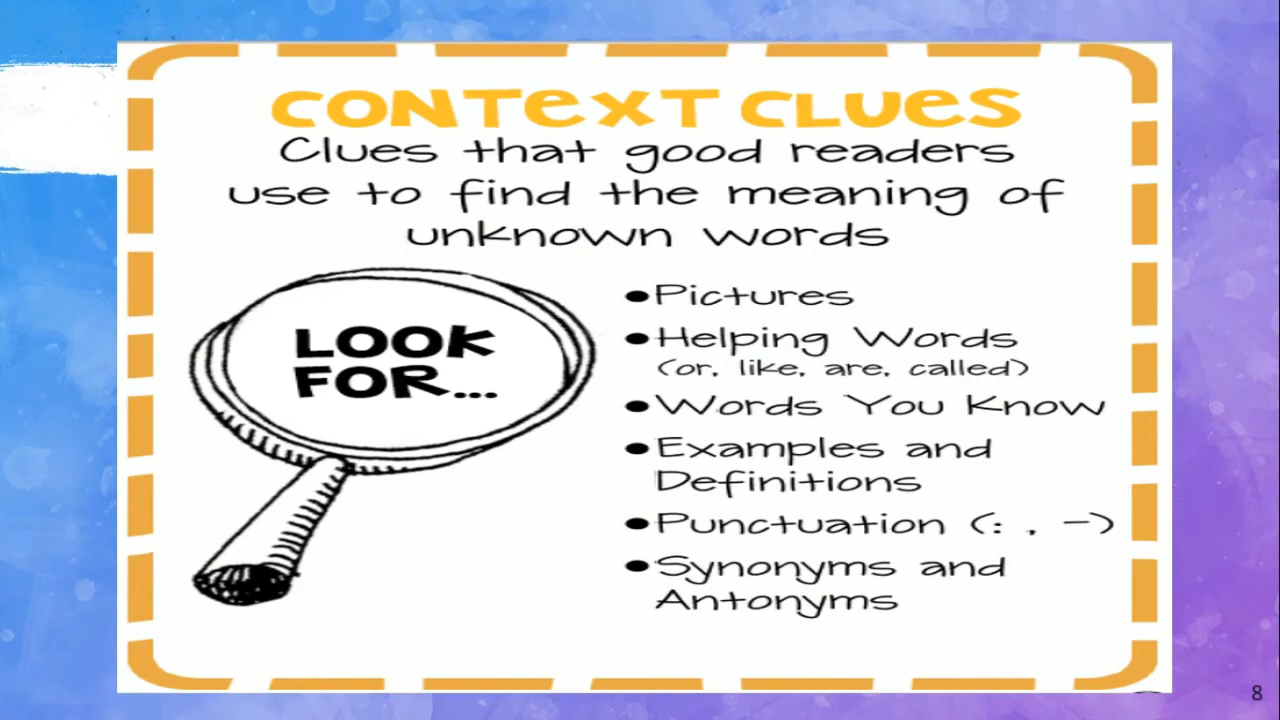 CONTEXT CLUES
Clues that good readers
use to find the meaning of
unknown words
LOOK
FOR...
•Pictures
•Helping Words
(or, like, are, called)
•Words You Know
•Examples and
Definitions
•Punctuation (: , –)
•Synonyms and
Antonyms
8